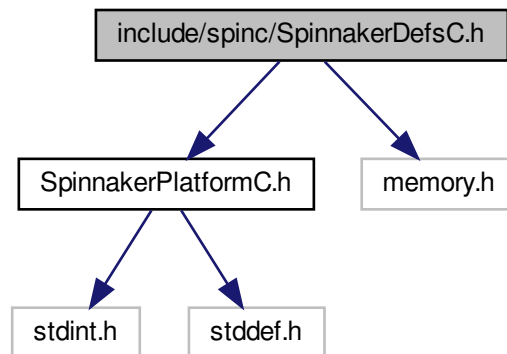 include/spinc/SpinnakerDefsC.h
SpinnakerPlatformC.h
memory.h
stdint.h
stddef.h